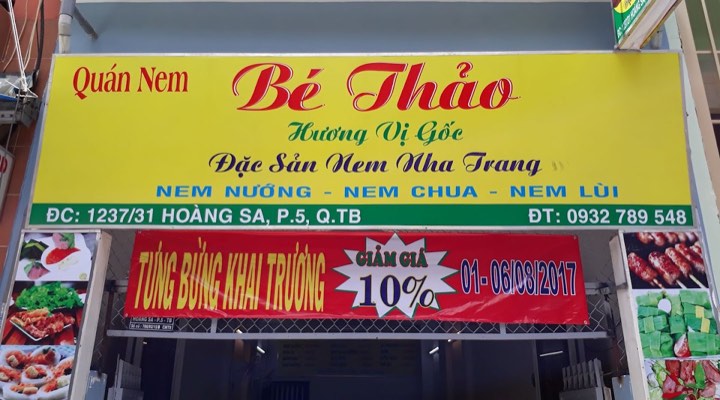 Quán Nem Bé Thảo
Hương Vị Gốc
Đặc Sản Nem Nha Trang
NEM NƯỚNG - NEM CHUA - NEM LÙI
ĐC: 1237/31 HOÀNG SA, P.5, Q.TB
ĐT: 0932 789 548
TƯNG BỪNG KHAI TRƯƠNG
GIẢM GIÁ
10%
01- 06/08/2017